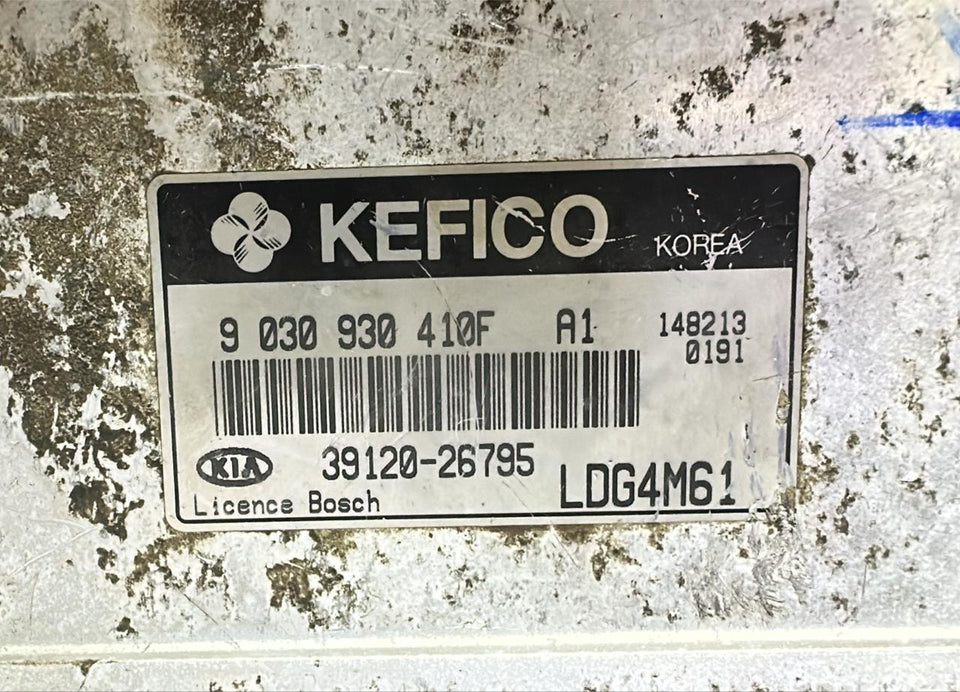 KEFICO KOREA
9 030 930 410F A1 148213
0191
KIA 39120-26795
Licence Bosch LDG4M61